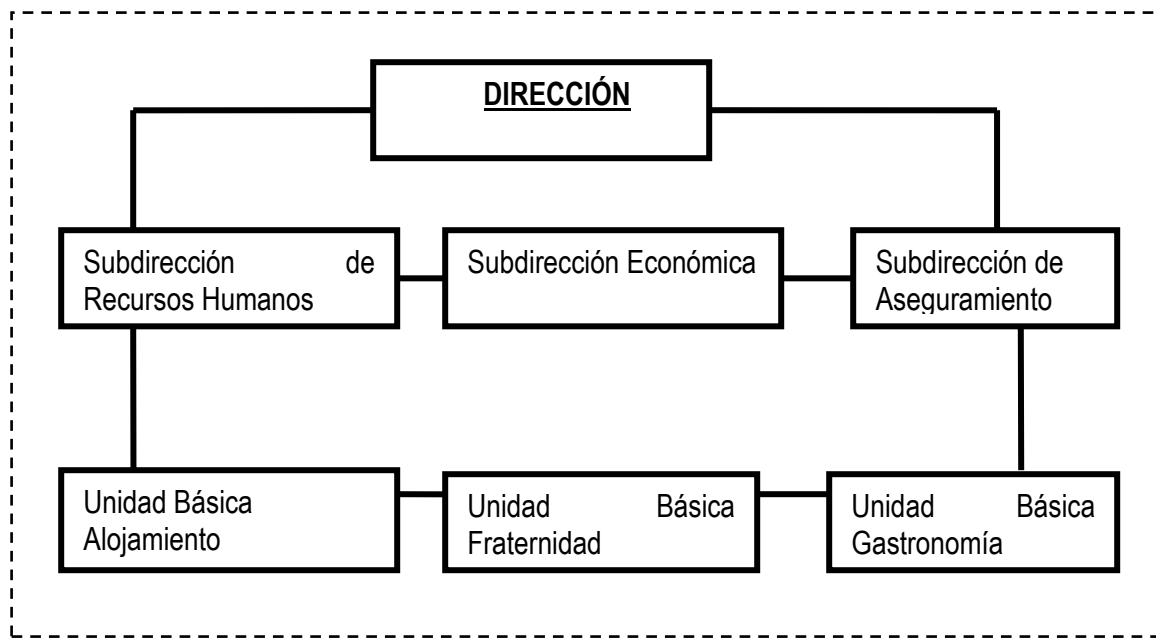 DIRECCIÓN
Subdirección de
Recursos Humanos
Subdirección Económica
Subdirección de
Aseguramiento
Unidad Básica
Alojamiento
Unidad Básica
Fraternidad
Unidad Básica
Gastronomía